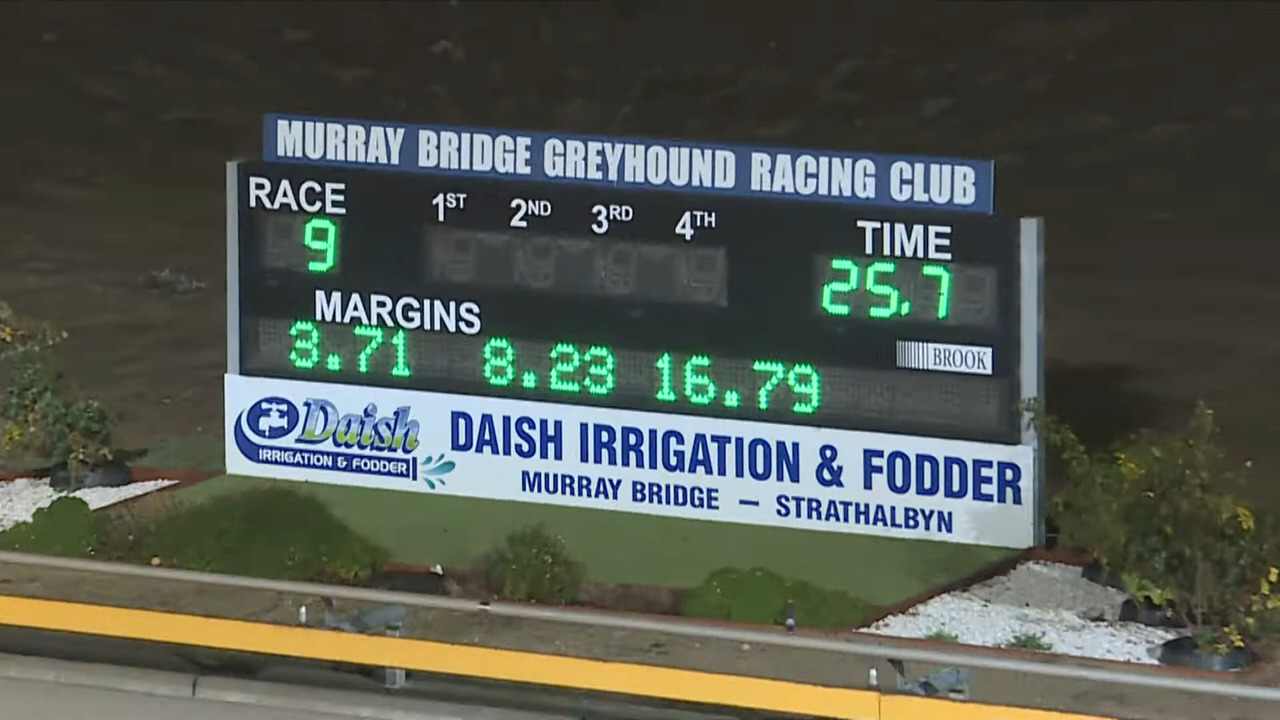 MURRAY BRIDGE GREYHOUND RACING CLUB
RACE 1ST 2ND 3RD 4TH TIME
9 25.7
MARGINS
3.71 8.23 16.79
BROOK
Daish
IRRIGATION & FODDER
DAISH IRRIGATION & FODDER
MURRAY BRIDGE – STRATHALBYN